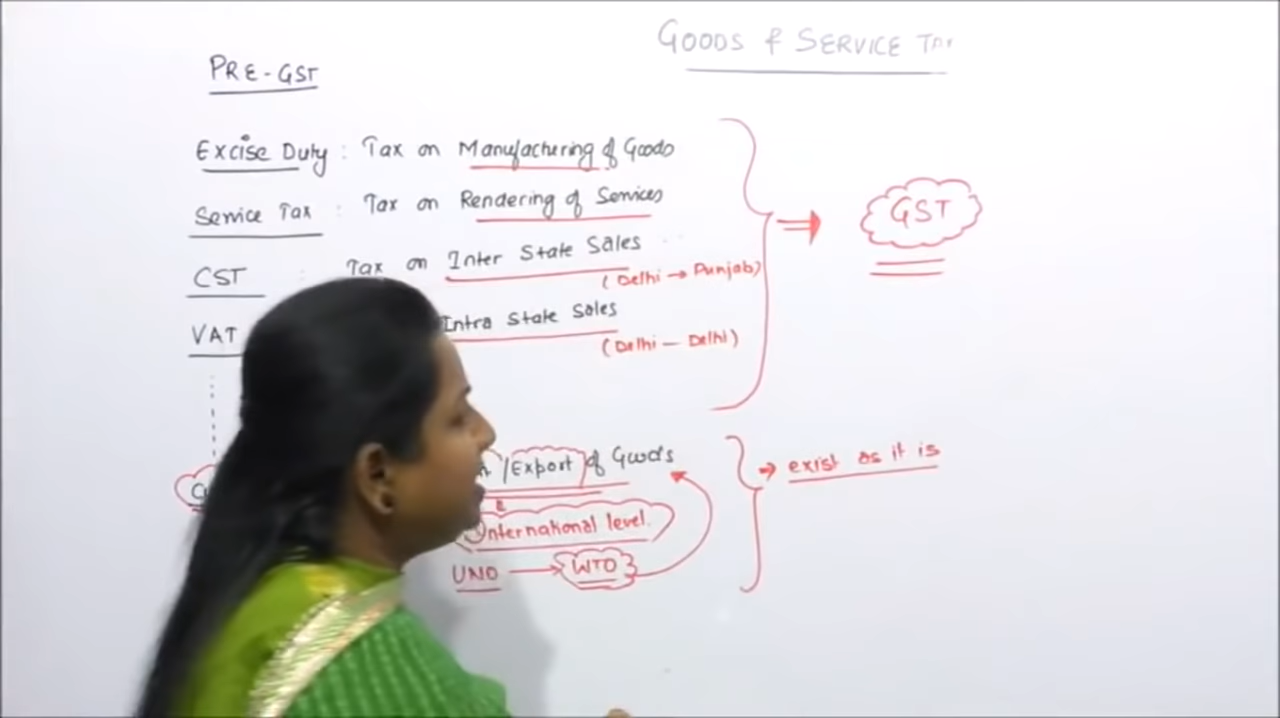 GOODS & SERVICE TAX
PRE-GST
Excise Duty : Tax on Manufacturing of Goods
Service Tax : Tax on Rendering of Services
CST : Tax on Inter State Sales
(Delhi → Punjab)
VAT Intra State Sales
(Delhi — Delhi)
GST
/Export of Goods
→ exist as it is
International level.
UNO → WTO